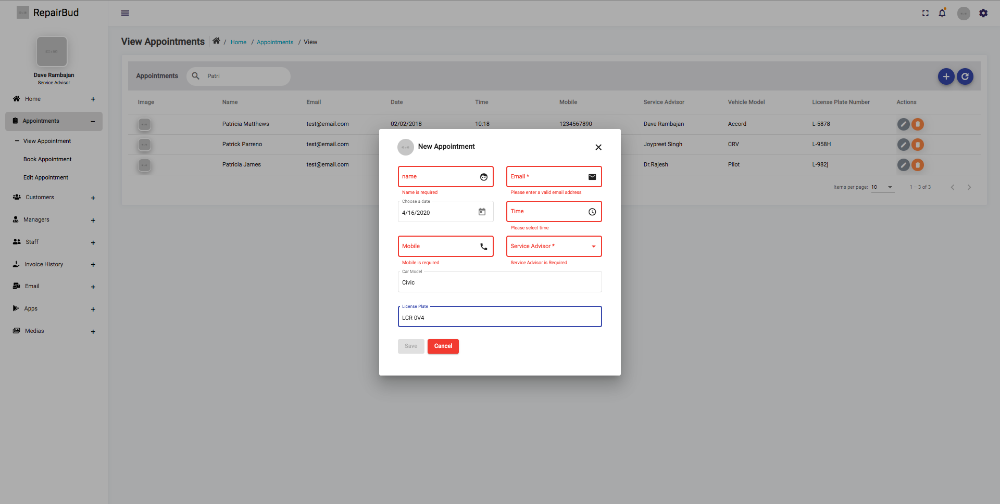 RepairBud
Dave Rambajan
Service Advisor
Home +
Appointments −
View Appointment
Book Appointment
Edit Appointment
Customers +
Managers +
Staff +
Invoice History +
Email +
Apps +
Medias +
View Appointments / Home / Appointments / View
Appointments Patri
Image Name Email Date Time Mobile Service Advisor Vehicle Model License Plate Number Actions
Patricia Matthews test@email.com 02/02/2018 10:18 1234567890 Dave Rambajan Accord L-5878
Patrick Parreno test@email.com Joypreet Singh CRV L-958H
Patricia James test@email.com Dr.Rajesh Pilot L-982j
Items per page: 10 1 – 3 of 3
New Appointment
name Email *
Name is required Please enter a valid email address
Choose a date
4/16/2020 Time
Please select time
Mobile Service Advisor *
Mobile is required Service Advisor is Required
Car Model
Civic
License Plate
LCR 0V4
Save Cancel